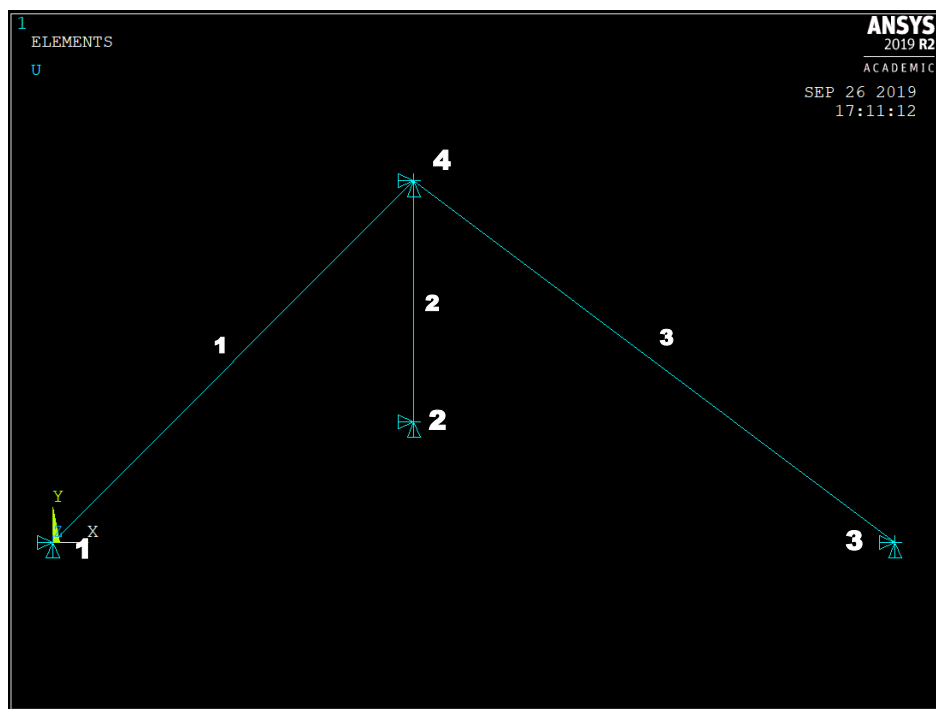 1
ELEMENTS
U
ANSYS
2019 R2
ACADEMIC
SEP 26 2019
17:11:12
4
2
1
3
2
Y
Z
X
1
3